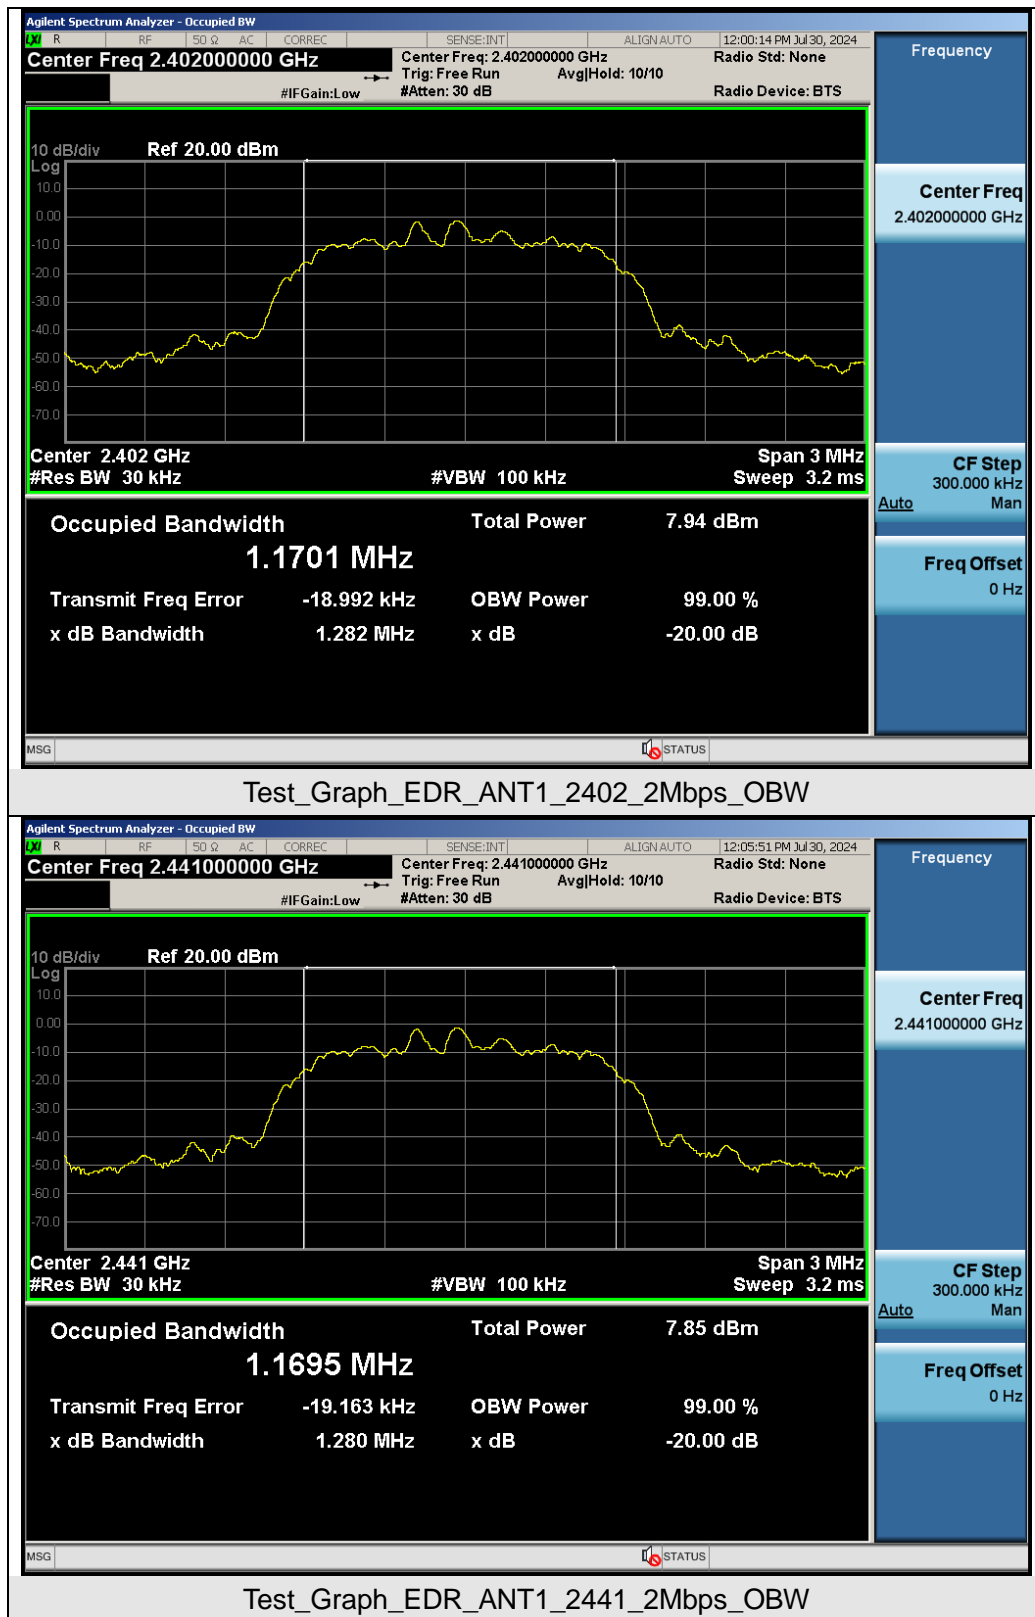 Agilent Spectrum Analyzer - Occupied BW
LXI R RF 50 Ω AC CORREC SENSE:INT ALIGN AUTO 12:00:14 PM Jul 30, 2024
Center Freq 2.402000000 GHz
Center Freq: 2.402000000 GHz Radio Std: None
Trig: Free Run Avg|Hold: 10/10
#IFGain:Low #Atten: 30 dB Radio Device: BTS
Frequency
10 dB/div Ref 20.00 dBm
Log
10.0
0.00
-10.0
-20.0
-30.0
-40.0
-50.0
-60.0
-70.0
Center 2.402 GHz Span 3 MHz
#Res BW 30 kHz #VBW 100 kHz Sweep 3.2 ms
Center Freq
2.402000000 GHz
CF Step
300.000 kHz
Auto Man
Freq Offset
0 Hz
Occupied Bandwidth Total Power 7.94 dBm
1.1701 MHz
Transmit Freq Error -18.992 kHz OBW Power 99.00 %
x dB Bandwidth 1.282 MHz x dB -20.00 dB
MSG STATUS
Test_Graph_EDR_ANT1_2402_2Mbps_OBW
Agilent Spectrum Analyzer - Occupied BW
LXI R RF 50 Ω AC CORREC SENSE:INT ALIGN AUTO 12:05:51 PM Jul 30, 2024
Center Freq 2.441000000 GHz
Center Freq: 2.441000000 GHz Radio Std: None
Trig: Free Run Avg|Hold: 10/10
#IFGain:Low #Atten: 30 dB Radio Device: BTS
Frequency
10 dB/div Ref 20.00 dBm
Log
10.0
0.00
-10.0
-20.0
-30.0
-40.0
-50.0
-60.0
-70.0
Center 2.441 GHz Span 3 MHz
#Res BW 30 kHz #VBW 100 kHz Sweep 3.2 ms
Center Freq
2.441000000 GHz
CF Step
300.000 kHz
Auto Man
Freq Offset
0 Hz
Occupied Bandwidth Total Power 7.85 dBm
1.1695 MHz
Transmit Freq Error -19.163 kHz OBW Power 99.00 %
x dB Bandwidth 1.280 MHz x dB -20.00 dB
MSG STATUS
Test_Graph_EDR_ANT1_2441_2Mbps_OBW